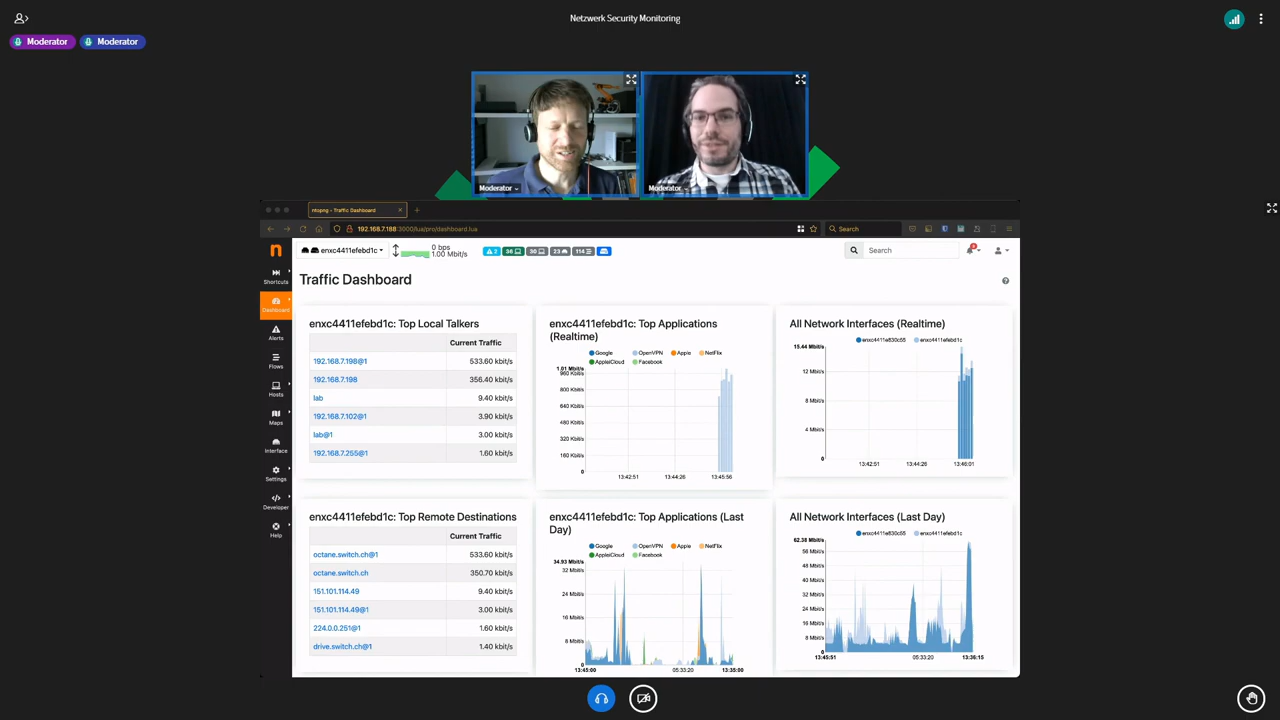 Netzwerk Security Monitoring
Moderator
Moderator
Moderator
Moderator
ntopng - Traffic Dashboard
192.168.7.188:3000/lua/pro/dashboard.lua
Search
enxc4411efebd1c
0 bps
1.00 Mbit/s
2
36
30
23
114
Search
Shortcuts
Dashboard
Alerts
Flows
Hosts
Maps
Interface
Settings
Developer
Help
Traffic Dashboard
enxc4411efebd1c: Top Local Talkers
Current Traffic
192.168.7.198@1 533.60 kbit/s
192.168.7.198 356.40 kbit/s
lab 9.40 kbit/s
192.168.7.102@1 3.90 kbit/s
lab@1 3.00 kbit/s
192.168.7.255@1 1.60 kbit/s
enxc4411efebd1c: Top Applications
(Realtime)
Google OpenVPN Apple NetFlix
AppleiCloud Facebook
1.01 Mbit/s
960 Kbit/s
800 Kbit/s
640 Kbit/s
480 Kbit/s
320 Kbit/s
160 Kbit/s
0
13:42:51 13:44:26 13:45:56
All Network Interfaces (Realtime)
enxc4411e830c55 enxc4411efebd1c
15.44 Mbit/s
12 Mbit/s
8 Mbit/s
4 Mbit/s
0
13:42:51 13:44:26 13:46:01
enxc4411efebd1c: Top Remote Destinations
Current Traffic
octane.switch.ch@1 533.60 kbit/s
octane.switch.ch 350.70 kbit/s
151.101.114.49 9.40 kbit/s
151.101.114.49@1 3.00 kbit/s
224.0.0.251@1 1.60 kbit/s
drive.switch.ch@1 1.40 kbit/s
enxc4411efebd1c: Top Applications (Last
Day)
Google OpenVPN Apple NetFlix
AppleiCloud Facebook
34.93 Mbit/s
32 Mbit/s
24 Mbit/s
16 Mbit/s
8 Mbit/s
0
13:45:00 05:33:20 13:35:00
All Network Interfaces (Last Day)
enxc4411e830c55 enxc4411efebd1c
62.38 Mbit/s
56 Mbit/s
48 Mbit/s
40 Mbit/s
32 Mbit/s
24 Mbit/s
16 Mbit/s
8 Mbit/s
0
13:45:51 05:33:20 13:36:15